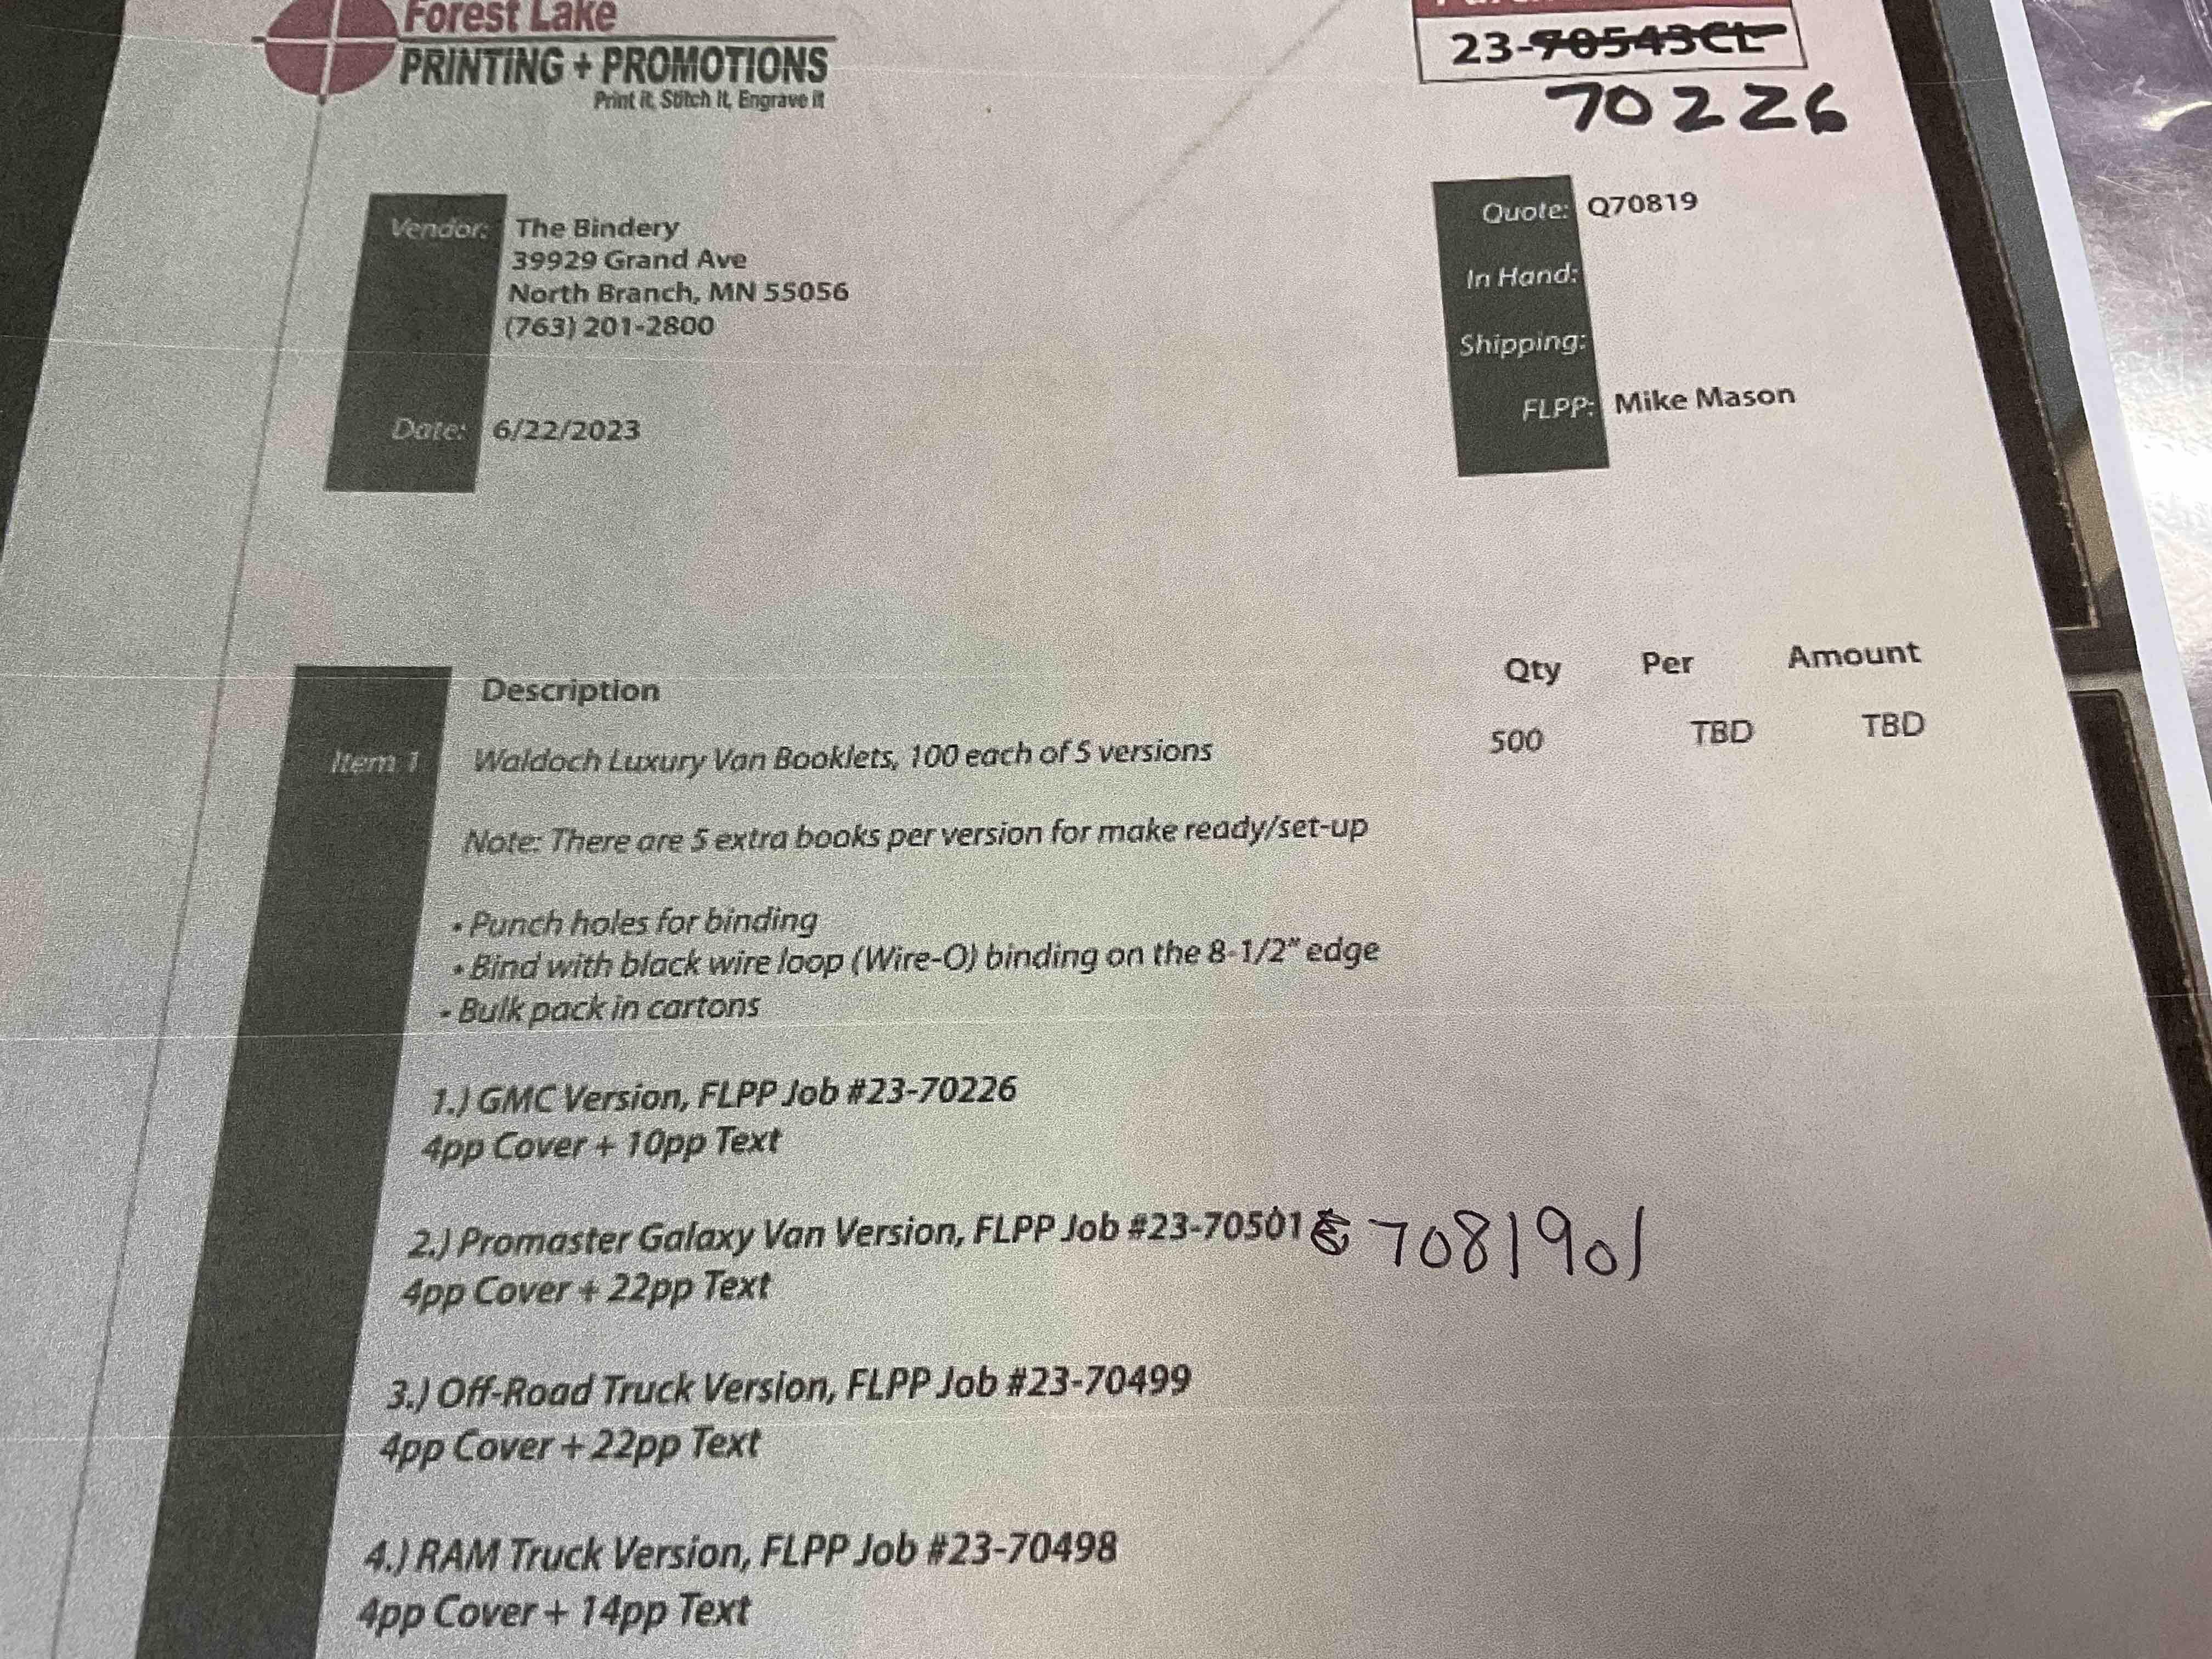 Forest Lake
PRINTING + PROMOTIONS
Print it, Stitch it, Engrave it
23-70543CL
70226
Vendor: The Bindery
39929 Grand Ave
North Branch, MN 55056
(763) 201-2800
Date: 6/22/2023
Quote: Q70819
In Hand:
Shipping:
FLPP: Mike Mason
Description Qty Per Amount
Item 1 Waldoch Luxury Van Booklets, 100 each of 5 versions 500 TBD TBD
Note: There are 5 extra books per version for make ready/set-up
• Punch holes for binding
• Bind with black wire loop (Wire-O) binding on the 8-1/2" edge
• Bulk pack in cartons
1.) GMC Version, FLPP Job #23-70226
4pp Cover + 10pp Text
2.) Promaster Galaxy Van Version, FLPP Job #23-70501 7081901
4pp Cover + 22pp Text
3.) Off-Road Truck Version, FLPP Job #23-70499
4pp Cover + 22pp Text
4.) RAM Truck Version, FLPP Job #23-70498
4pp Cover + 14pp Text